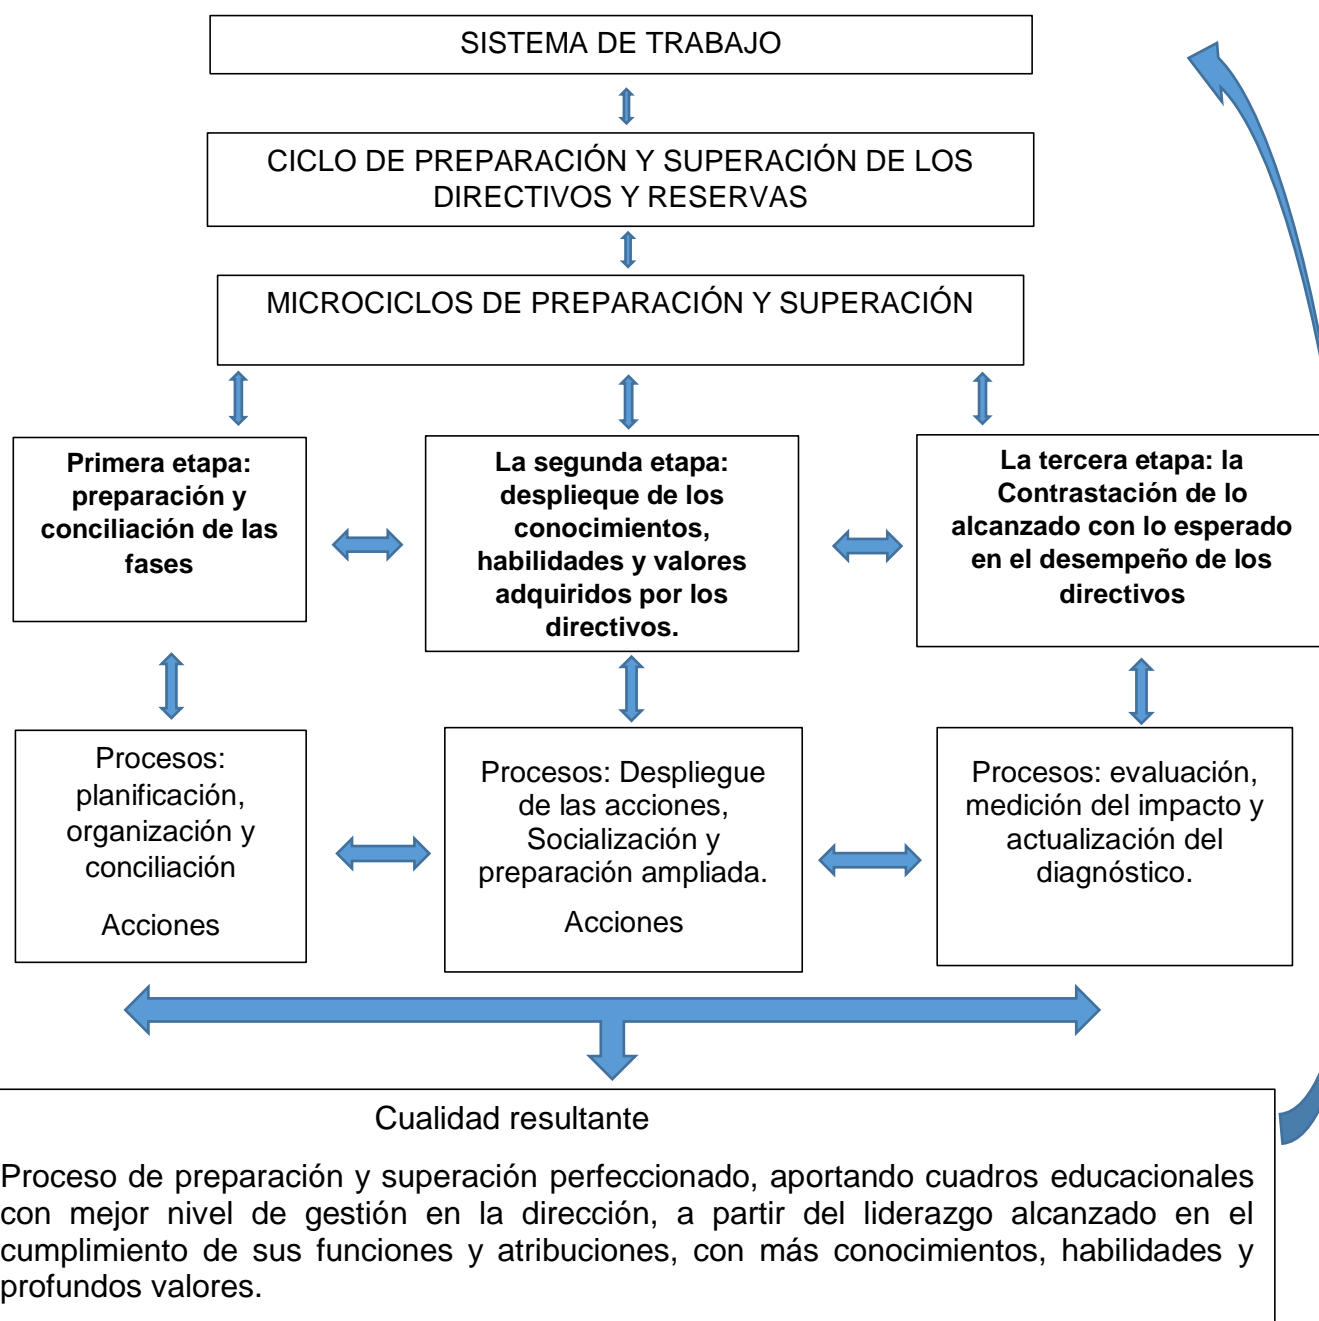 SISTEMA DE TRABAJO
CICLO DE PREPARACIÓN Y SUPERACIÓN DE LOS
DIRECTIVOS Y RESERVAS
MICROCICLOS DE PREPARACIÓN Y SUPERACIÓN
Primera etapa:
preparación y
conciliación de las
fases
La segunda etapa:
desplieque de los
conocimientos,
habilidades y valores
adquiridos por los
directivos.
La tercera etapa: la
Contrastación de lo
alcanzado con lo esperado
en el desempeño de los
directivos
Procesos:
planificación,
organización y
conciliación
Acciones
Procesos: Despliegue
de las acciones,
Socialización y
preparación ampliada.
Acciones
Procesos: evaluación,
medición del impacto y
actualización del
diagnóstico.
Cualidad resultante
Proceso de preparación y superación perfeccionado, aportando cuadros educacionales
con mejor nivel de gestión en la dirección, a partir del liderazgo alcanzado en el
cumplimiento de sus funciones y atribuciones, con más conocimientos, habilidades y
profundos valores.